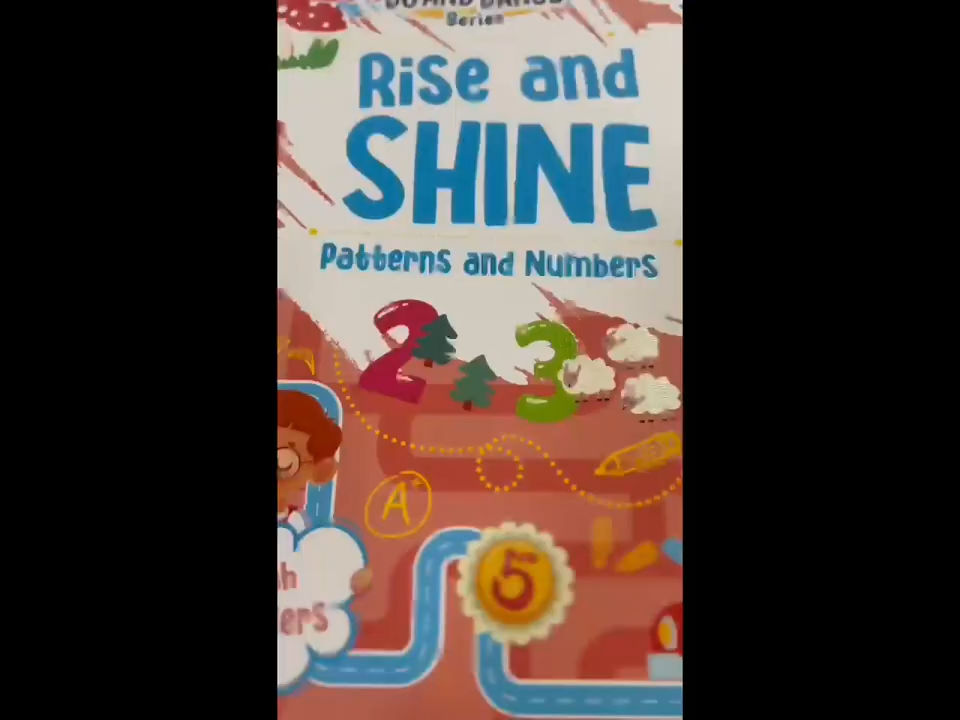 Series
Rise and
SHINE
Patterns and Numbers
2 3
A+
5